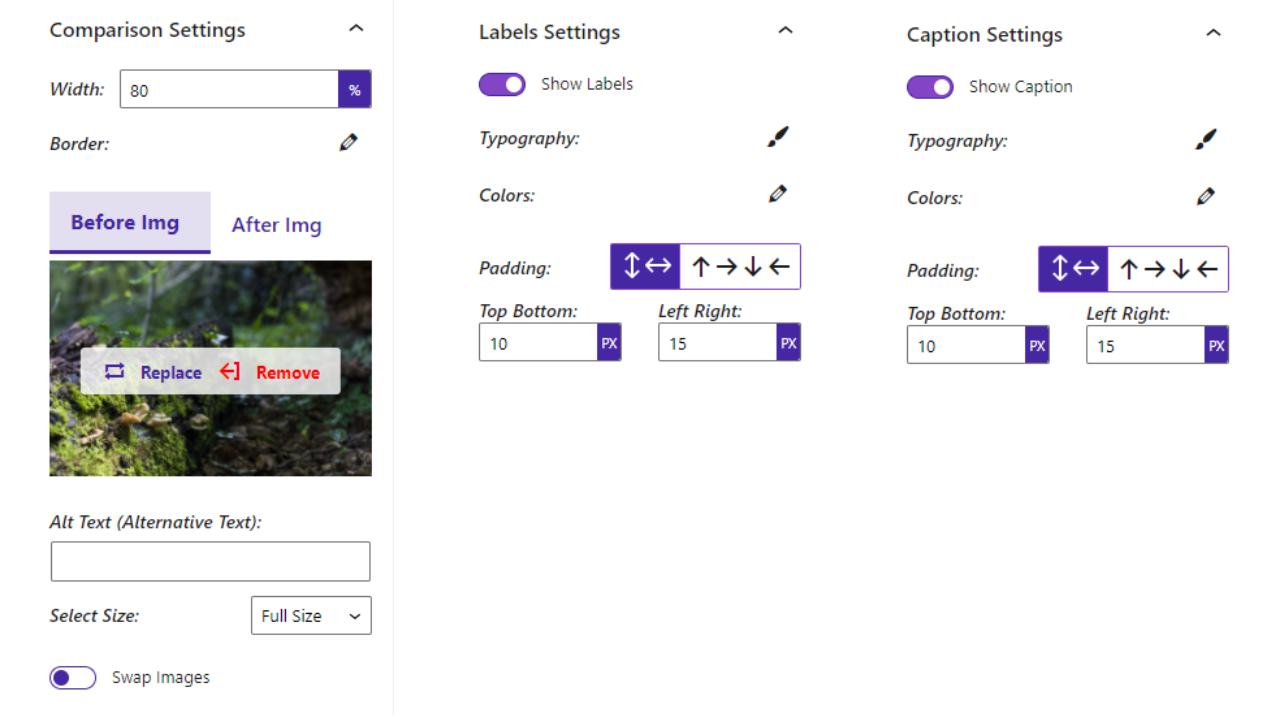 Comparison Settings
Width: 80 %
Border:
Before Img After Img
Replace Remove
Alt Text (Alternative Text):
Select Size: Full Size
Swap Images
Labels Settings
Show Labels
Typography:
Colors:
Padding:
Top Bottom: Left Right:
10 PX 15 PX
Caption Settings
Show Caption
Typography:
Colors:
Padding:
Top Bottom: Left Right:
10 PX 15 PX